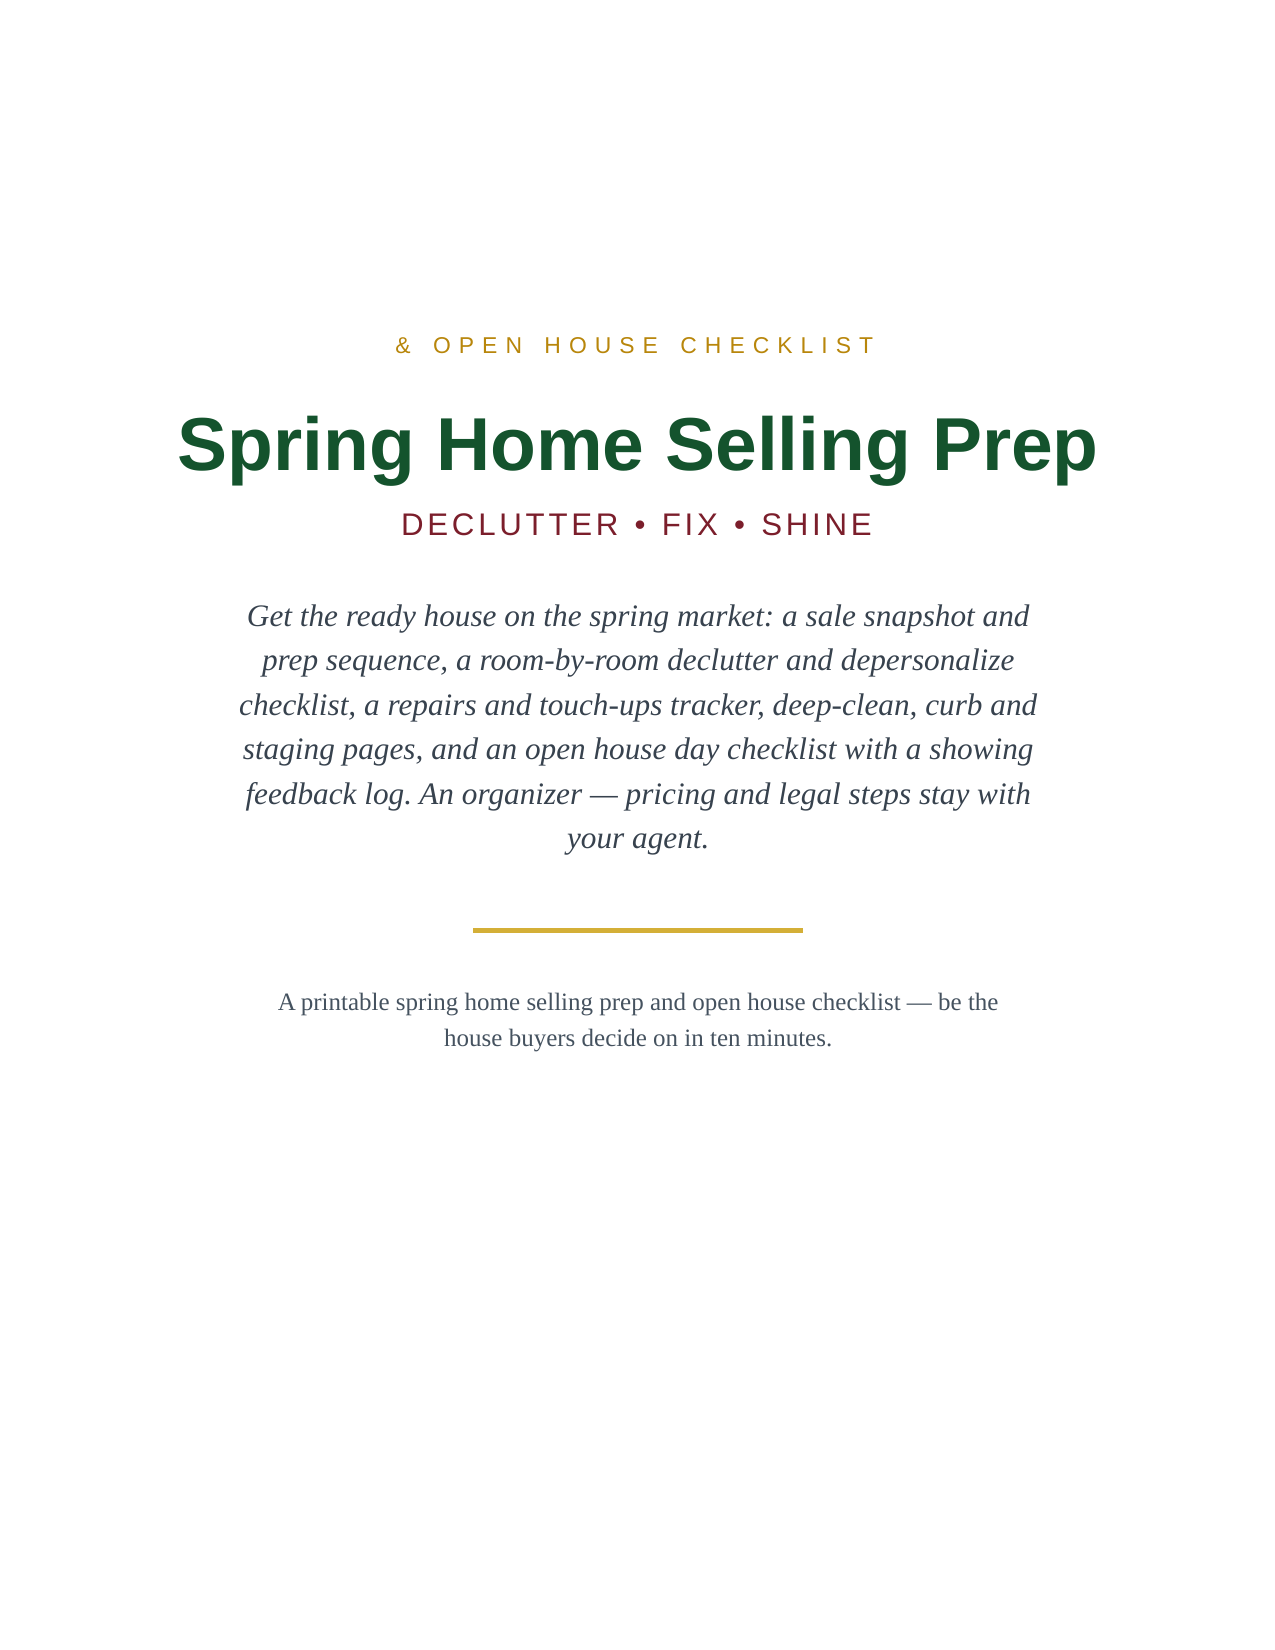 & OPEN HOUSE CHECKLIST
Spring Home Selling Prep
DECLUTTER • FIX • SHINE
Get the ready house on the spring market: a sale snapshot and
prep sequence, a room-by-room declutter and depersonalize
checklist, a repairs and touch-ups tracker, deep-clean, curb and
staging pages, and an open house day checklist with a showing
feedback log. An organizer — pricing and legal steps stay with
your agent.
A printable spring home selling prep and open house checklist — be the
house buyers decide on in ten minutes.